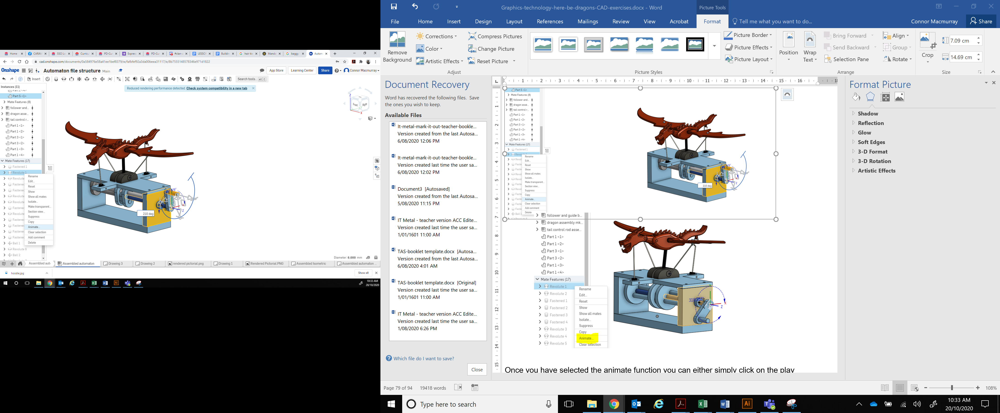 Home
CARAV
SSO Lo
Curricu
PD-Cur
Express
PD-Cur
#clan-A
LESSO
Building
hair tie
Manda
baggy
Autom
cad.onshape.com/documents/0a584976e58a41ee1bef8379/w/fafbfef92a3da00beea31117/e/8b7555148578346e971d1822
Onshape
Automaton file structure Main
App Store
Learning Center
Share
Connor Macmurray
Insert
Search tools... alt C
Instances (11)
Reduced rendering performance detected. Check system compatibility in a new tab
Part 5 <1>
Mate Features (8)
follower and...
dragon asse...
tail control r...
Part 1 <1>
Part 1 <2>
Part 3 <1>
Part 3 <2>
Part 1 <3>
Part 1 <4>
Mate Features (17)
Fastened 1
Revolute 1
Rename
Edit...
Reset
Show
Show all mates
Isolate...
Make transparent...
Section view...
Suppress
Copy
Animate...
Clear selection
Add comment
Delete
Ball 1
Revolute 6
Ball 2
Z
Front
Right
X
210 deg
Z
Diameter: 6.000 mm
Assembled aut
Assembled automaton
Drawing 3
Drawing 2
rendered pictorial.png
Drawing 1
Rendered Pictorial.PNG
Assembled Isometric
Assembled automaton ...
hoodie.jpg
Show all
10:33 AM
20/10/2020
Graphics-technology-here-be-dragons-CAD-exercises.docx - Word
Picture Tools
File
Home
Insert
Design
Layout
References
Mailings
Review
View
Acrobat
Format
Tell me what you want to do...
Connor Macmurray
Share
Remove
Background
Corrections
Color
Artistic Effects
Compress Pictures
Change Picture
Reset Picture
Adjust
Picture Styles
Picture Border
Picture Effects
Picture Layout
Position
Wrap
Text
Bring Forward
Send Backward
Selection Pane
Align
Group
Rotate
Arrange
Crop
7.09 cm
14.69 cm
Size
Document Recovery
Word has recovered the following files. Save
the ones you wish to keep.
Available Files
It-metal-mark-it-out-teacher-bookle...
Version created from the last Autosa...
6/08/2020 12:06 PM
It-metal-mark-it-out-teacher-bookle...
Version created last time the user sa...
6/08/2020 12:02 PM
Document3 [Autosaved]
Version created from the last Autosa...
5/08/2020 11:15 PM
IT Metal - teacher version ACC Edite...
Version created last time the user sa...
1/01/1601 11:00 AM
TAS-booklet template.docx [Autosa...
Version created from the last Autosa...
6/08/2020 4:01 AM
TAS-booklet template.docx [Original]
Version created last time the user sa...
1/01/1601 11:00 AM
IT Metal - teacher version ACC Edite...
Version created last time the user sa...
1/08/2020 6:26 PM
Which file do I want to save?
Close
1 2 3 4 5 6 7 8 9 10 11 12 13 14 15 16
Part 5 <1>
Mate Features (8)
follower and...
dragon asse...
tail control r...
Part 1 <1>
Part 1 <2>
Part 3 <1>
Part 3 <2>
Part 1 <3>
Part 1 <4>
Mate Features (17)
Fastened 1
Rename
Edit...
Reset
Show
Show all mates
Isolate...
Make transparent...
Section view...
Suppress
Copy
Animate...
Clear selection
Add comment
Delete
210 deg
Z
follower and guide b...
dragon assembly mk...
tail control rod asse...
Part 1 <1>
Part 1 <2>
Part 3 <1>
Part 3 <2>
Part 1 <3>
Part 1 <4>
Mate Features (17)
Revolute 1
Revolute 2
Fastened 1
Fastened 2
Fastened 3
Fastened 4
Revolute 3
Revolute 4
Revolute 5
Rename
Edit...
Reset
Show
Show all mates
Isolate...
Suppress
Copy
Animate...
Clear selection
Y
X
Z
Once you have selected the animate function you can either simply click on the play
Format Picture
Shadow
Reflection
Glow
Soft Edges
3-D Format
3-D Rotation
Artistic Effects
Page 79 of 94
19418 words
108%
Type here to search
10:33 AM
20/10/2020